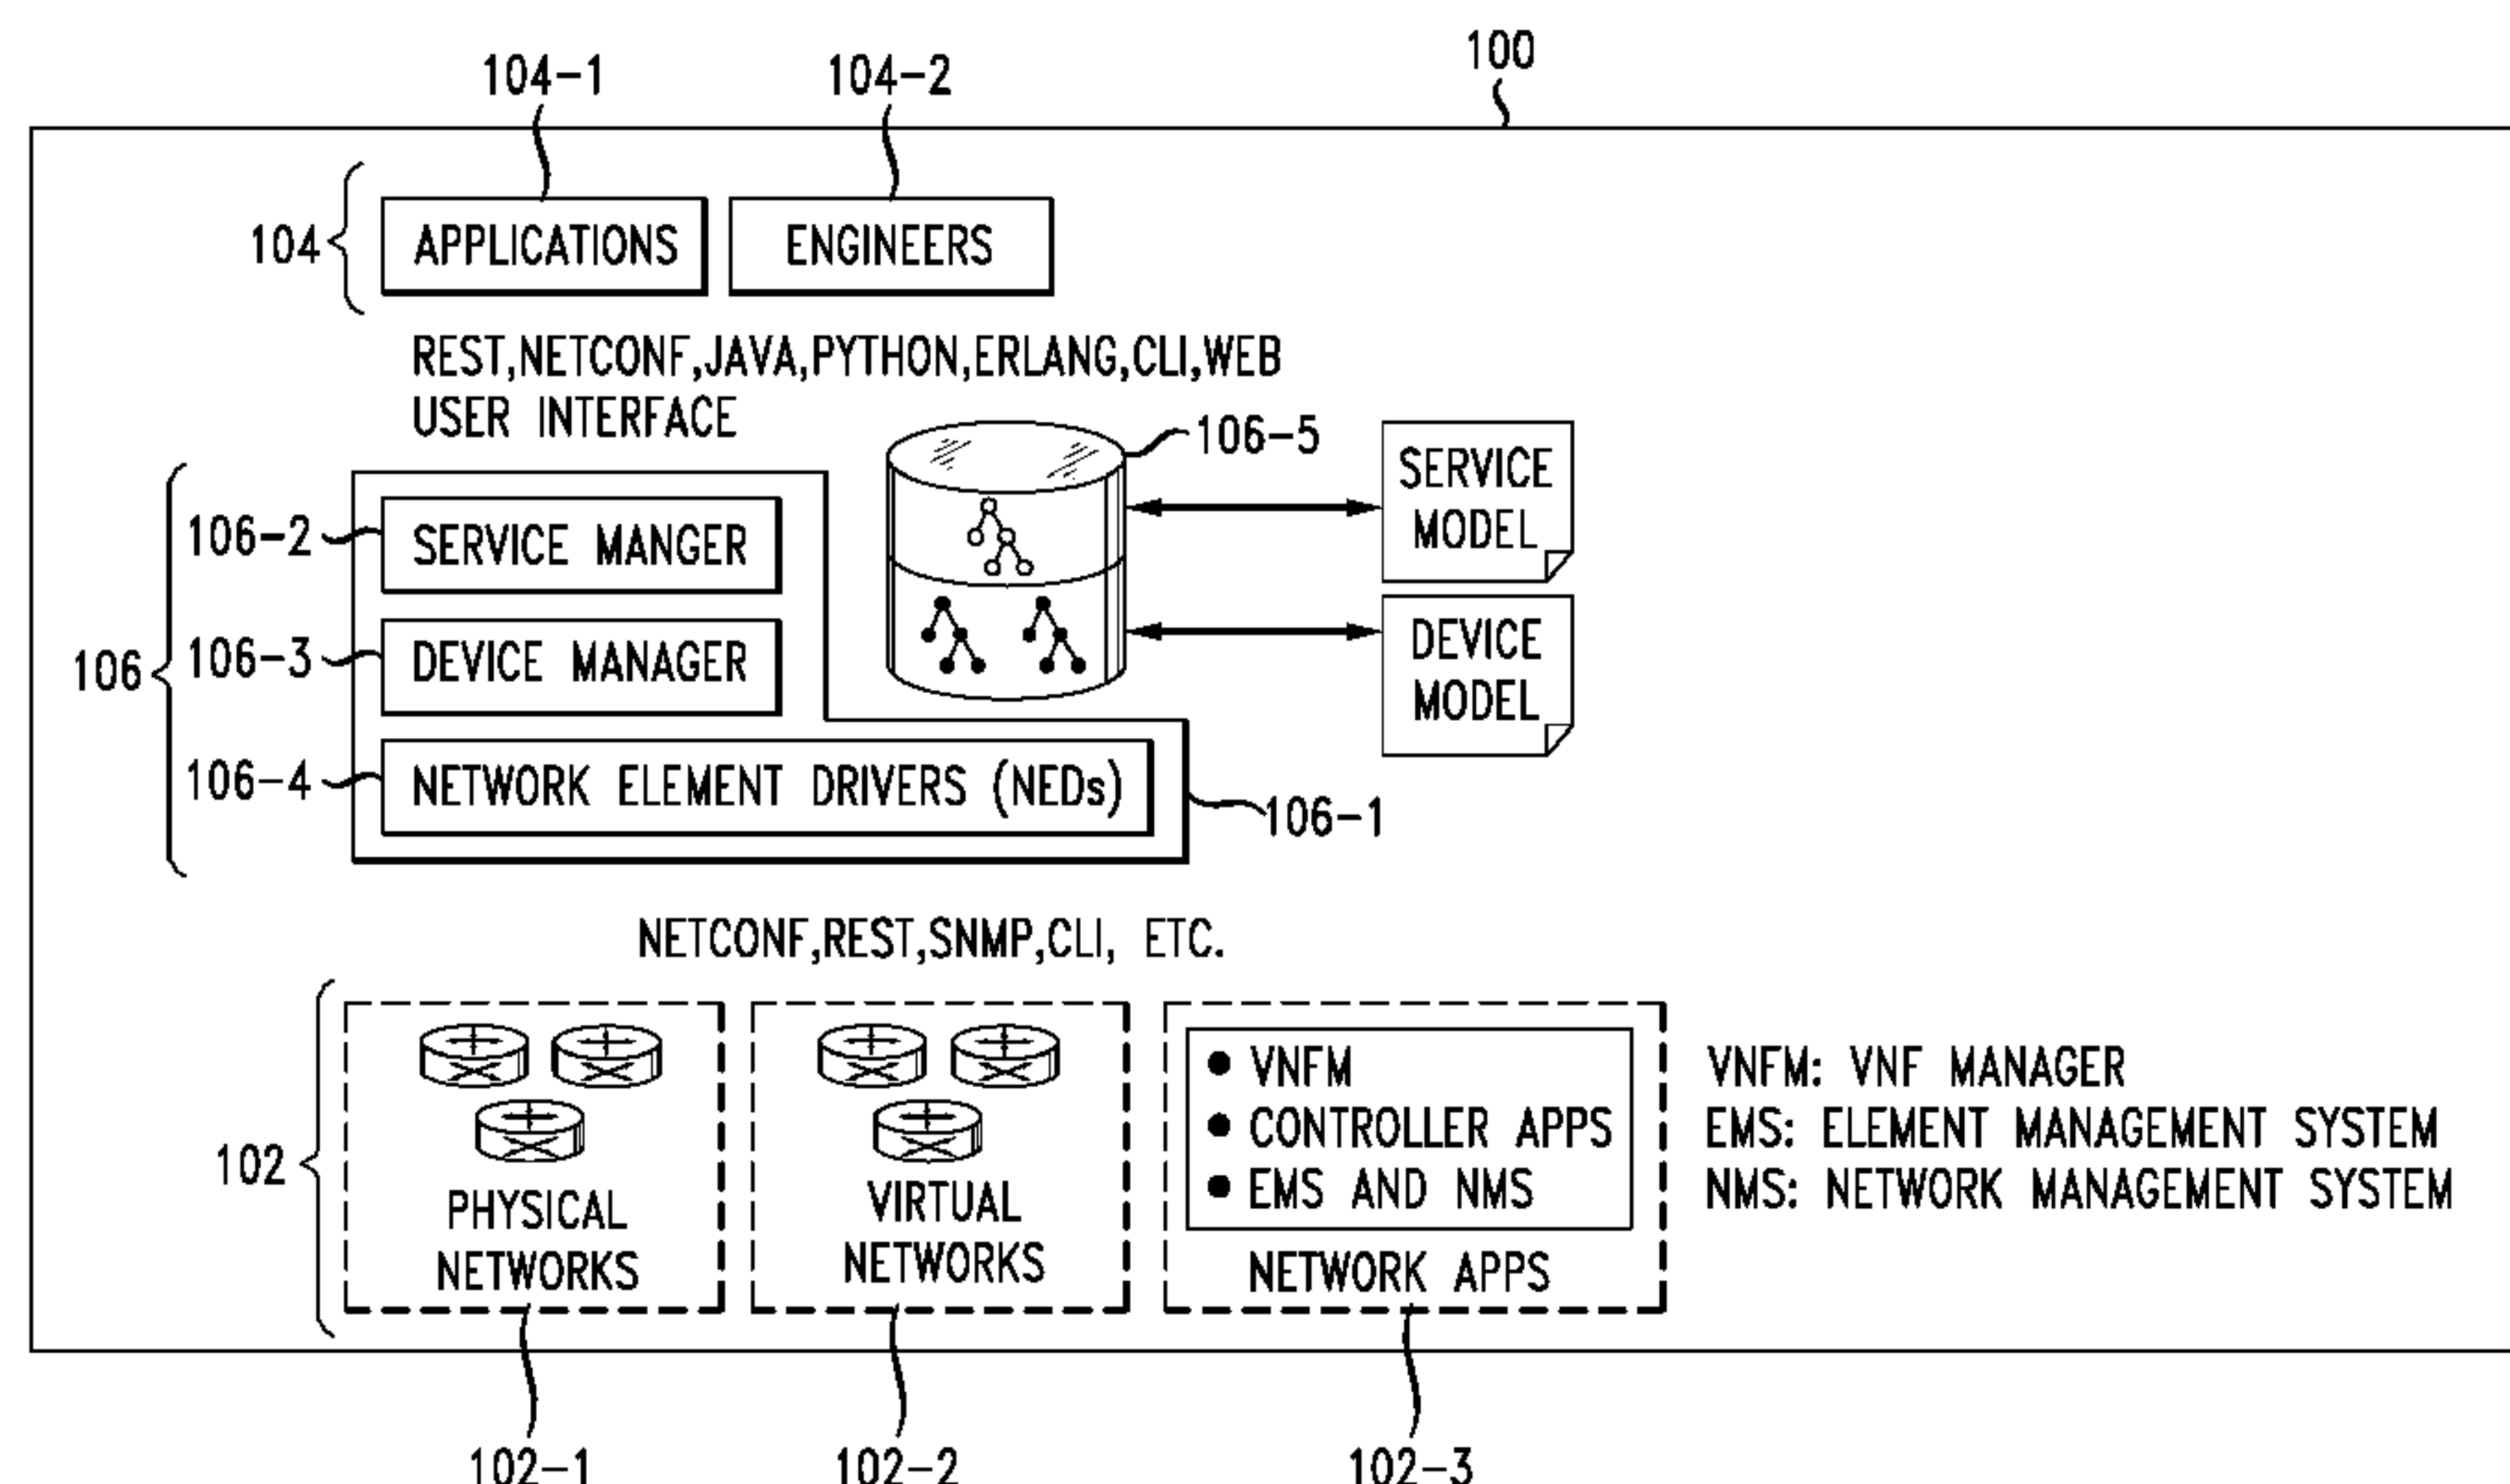 100
104-1
104-2
104
APPLICATIONS
ENGINEERS
REST,NETCONF,JAVA,PYTHON,ERLANG,CLI,WEB
USER INTERFACE
106-5
SERVICE
MODEL
106-2
SERVICE MANGER
106
106-3
DEVICE MANAGER
DEVICE
MODEL
106-4
NETWORK ELEMENT DRIVERS (NEDs)
106-1
NETCONF,REST,SNMP,CLI, ETC.
102
PHYSICAL
NETWORKS
VIRTUAL
NETWORKS
● VNFM
● CONTROLLER APPS
● EMS AND NMS
NETWORK APPS
VNFM: VNF MANAGER
EMS: ELEMENT MANAGEMENT SYSTEM
NMS: NETWORK MANAGEMENT SYSTEM
102-1
102-2
102-3